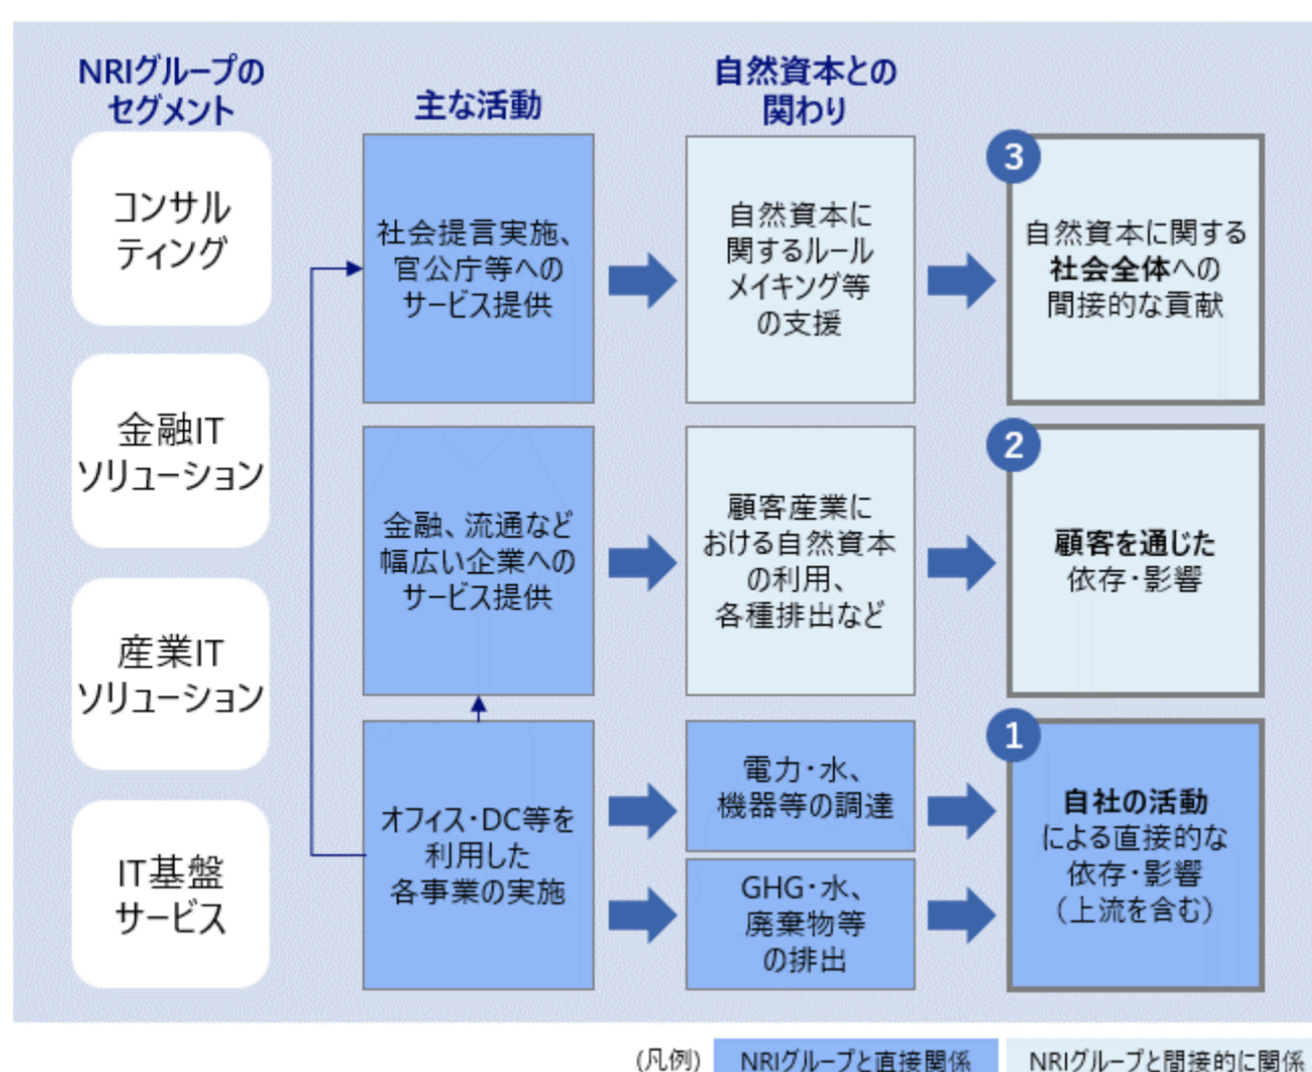 NRIグループの
セグメント
主な活動
自然資本との
関わり
コンサル
ティング
金融IT
ソリューション
産業IT
ソリューション
IT基盤
サービス
社会提言実施、
官公庁等への
サービス提供
自然資本に
関するルール
メイキング等
の支援
3
自然資本に関する
社会全体への
間接的な貢献
金融、流通など
幅広い企業への
サービス提供
顧客産業に
おける自然資本
の利用、
各種排出など
2
顧客を通じた
依存・影響
オフィス・DC等を
利用した
各事業の実施
電力・水、
機器等の調達
GHG・水、
廃棄物等
の排出
1
自社の活動
による直接的な
依存・影響
（上流を含む）
(凡例)
NRIグループと直接関係
NRIグループと間接的に関係